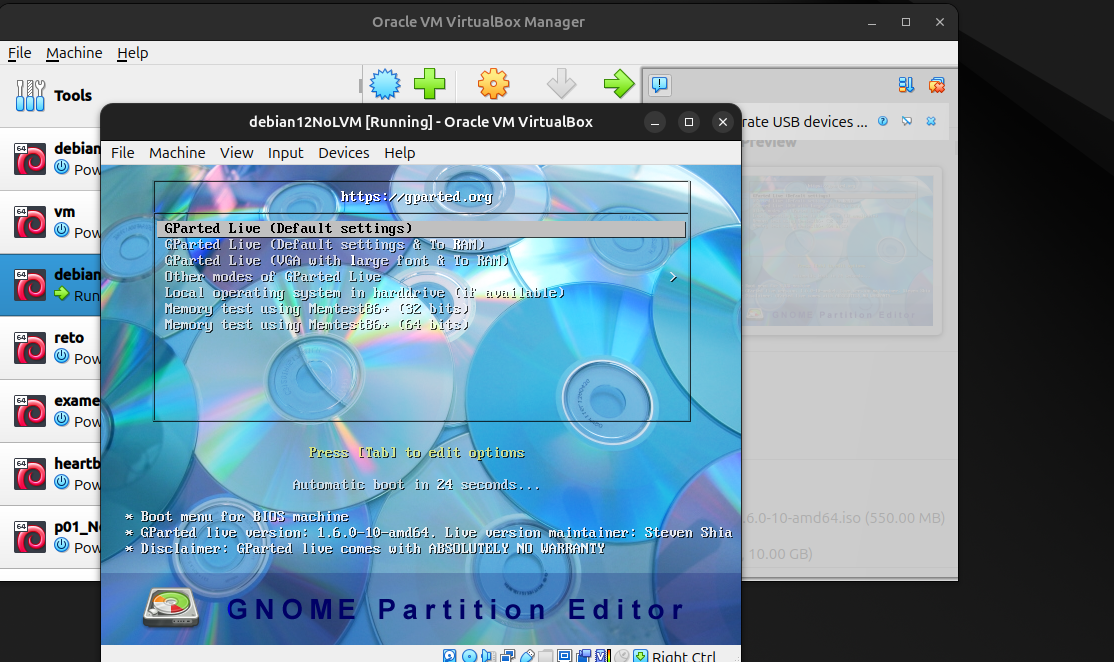 Oracle VM VirtualBox Manager
File Machine Help
Tools
debian
Pow
vm
Pow
debian
Run
reto
Pow
exame
Pow
heartb
Pow
p01_N
Pow
rate USB devices ...
Preview
GNOME Partition Editor
.6.0-10-amd64.iso (550.00 MB)
, 10.00 GB)
debian12NoLVM [Running] - Oracle VM VirtualBox
File Machine View Input Devices Help
https://gparted.org
GParted Live (Default settings)
GParted Live (Default settings & To RAM)
GParted Live (VGA with large font & To RAM)
Other modes of GParted Live >
Local operating system in harddrive (if available)
Memory test using Memtest86+ (32 bits)
Memory test using Memtest86+ (64 bits)
Press [Tab] to edit options
Automatic boot in 24 seconds...
* Boot menu for BIOS machine
* GParted live version: 1.6.0-10-amd64. Live version maintainer: Steven Shia
* Disclaimer: GParted live comes with ABSOLUTELY NO WARRANTY
GNOME Partition Editor
Right Ctrl